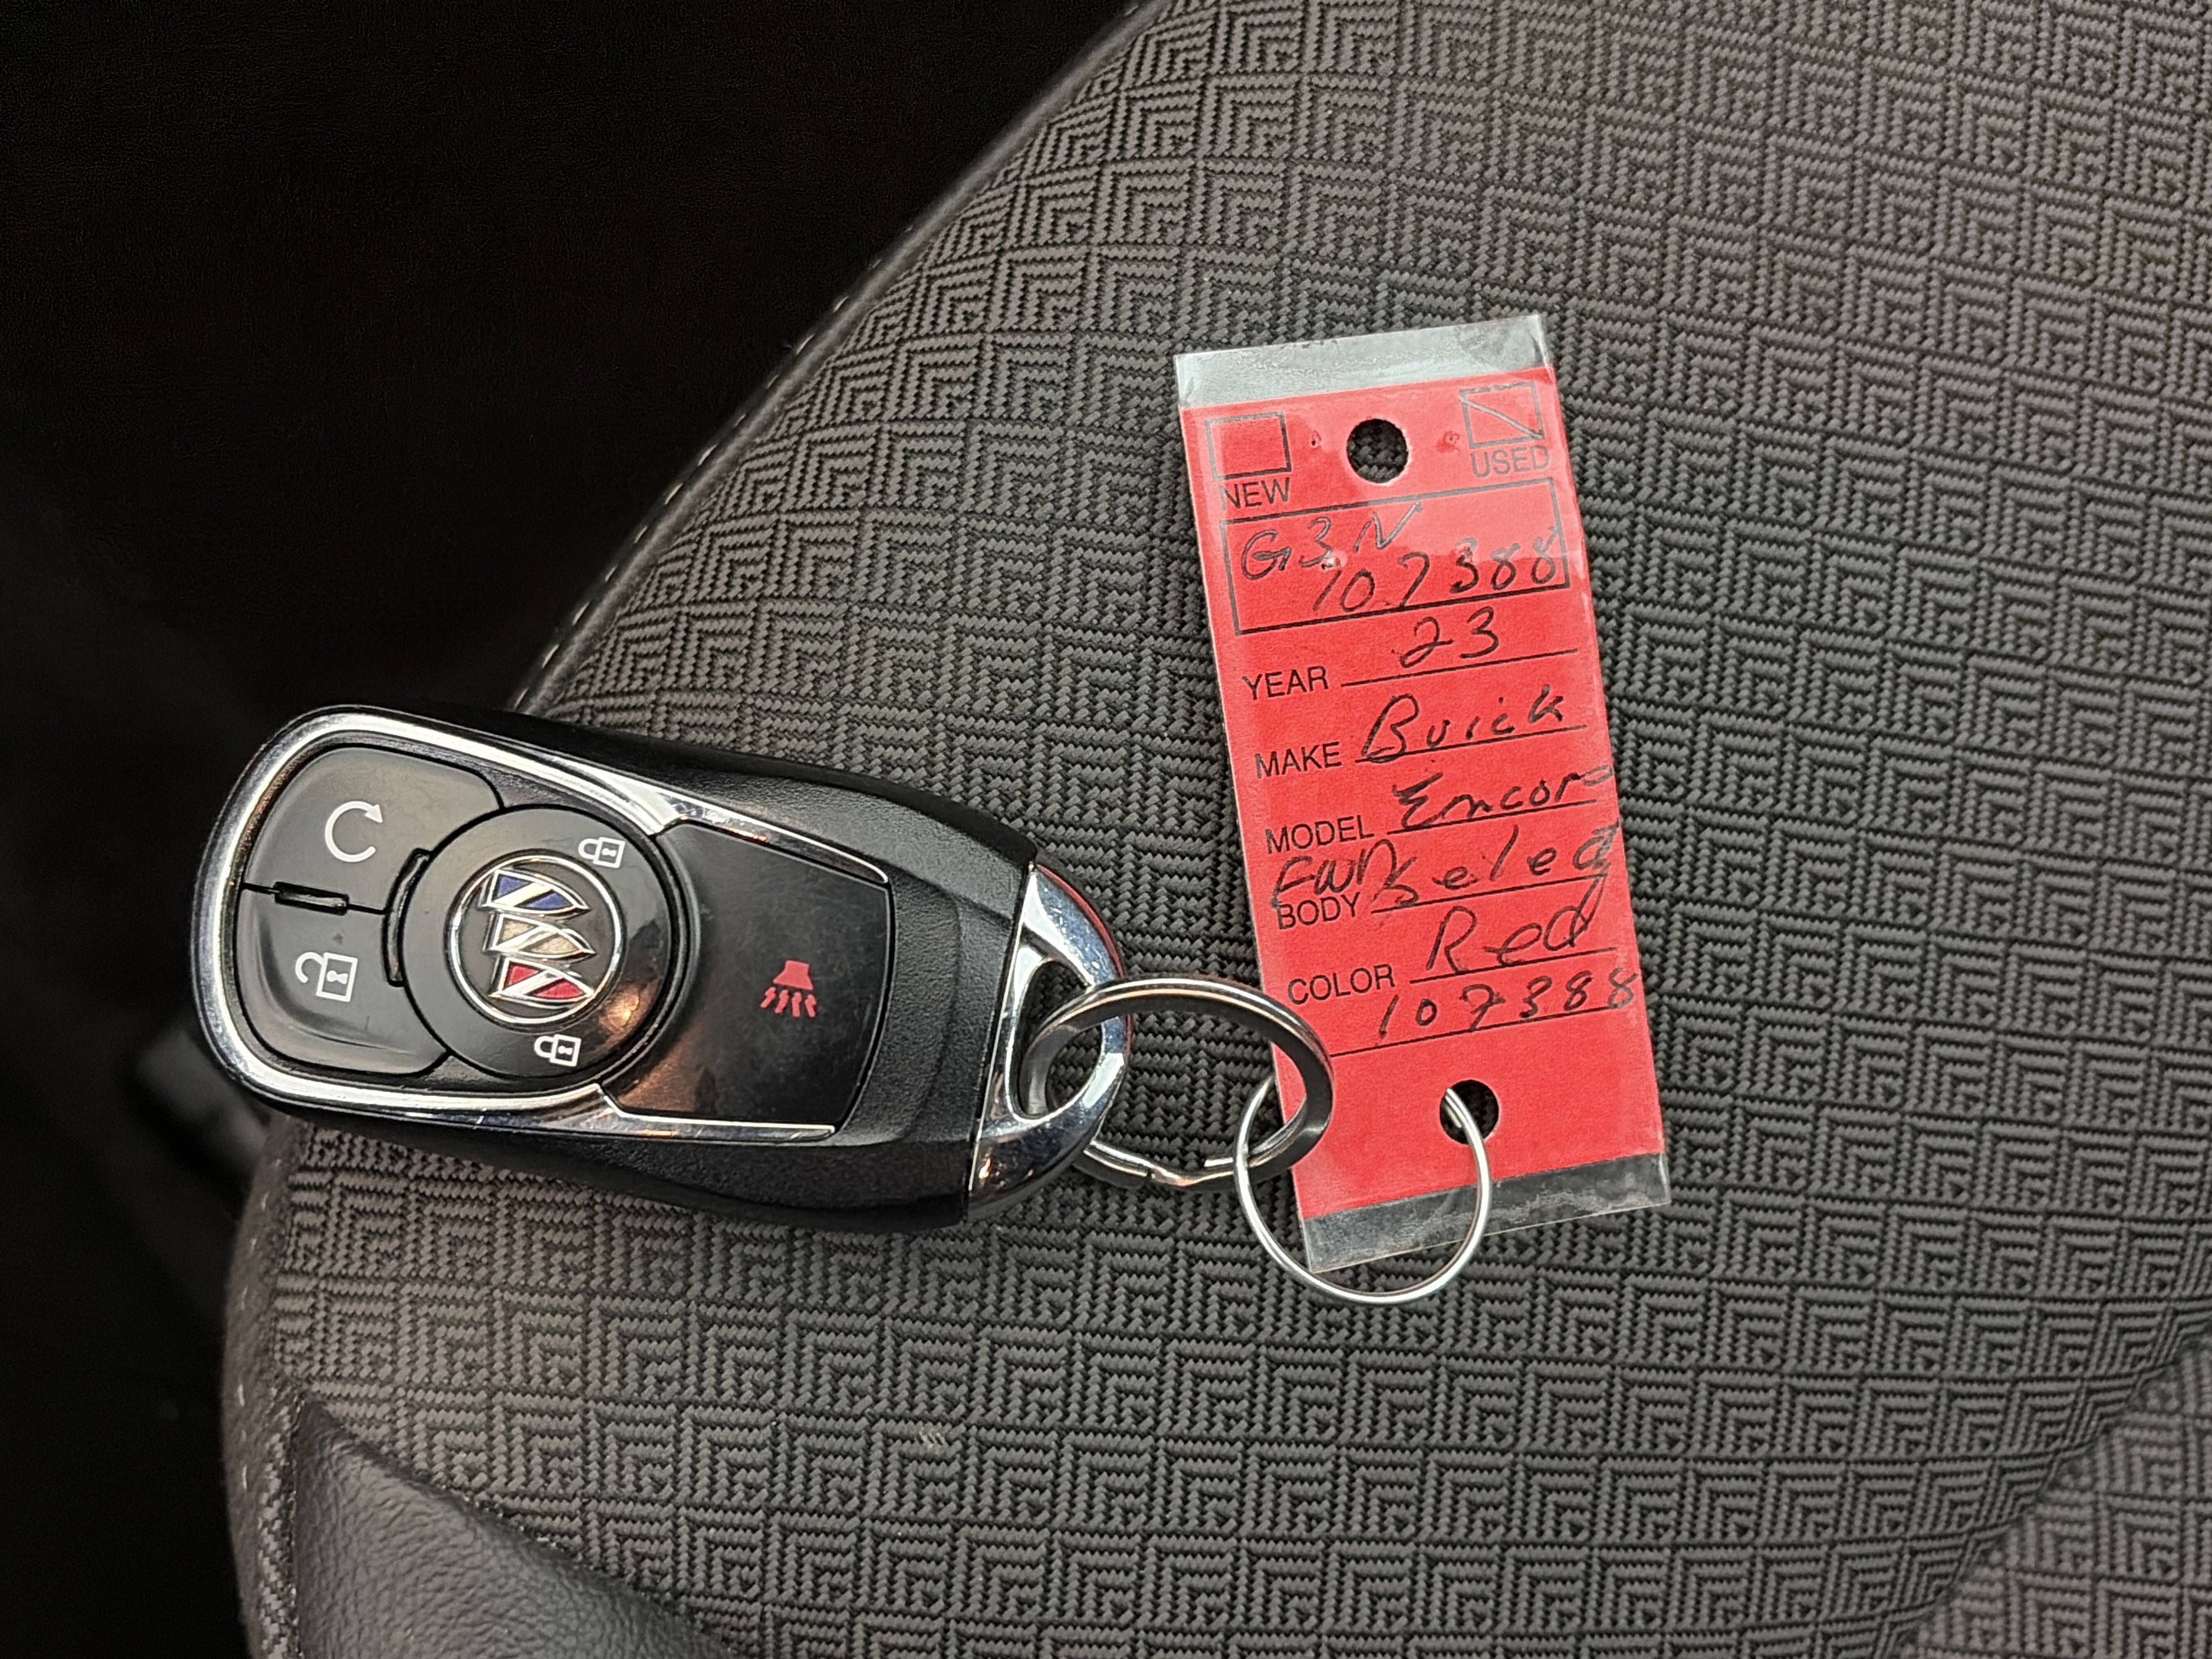 NEW USED
G3N
107388
YEAR 23
MAKE Buick
MODEL Encore
FWD Select
BODY
COLOR Red
107388